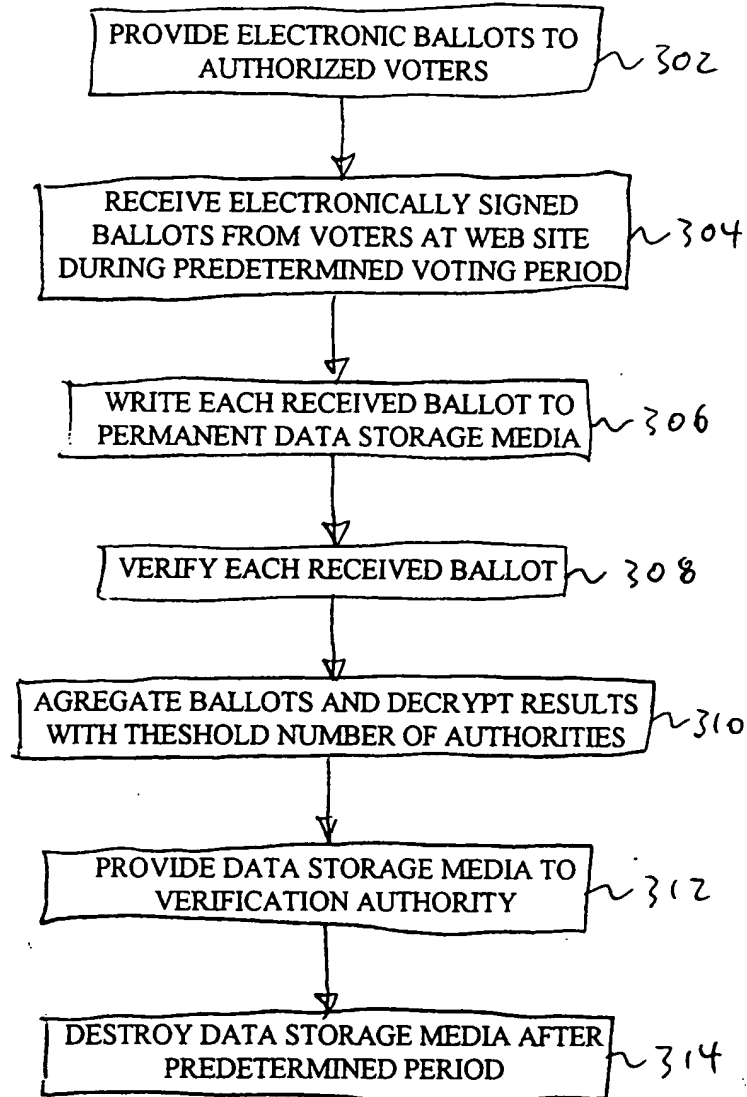 PROVIDE ELECTRONIC BALLOTS TO
AUTHORIZED VOTERS
302
RECEIVE ELECTRONICALLY SIGNED
BALLOTS FROM VOTERS AT WEB SITE
DURING PREDETERMINED VOTING PERIOD
304
WRITE EACH RECEIVED BALLOT TO
PERMANENT DATA STORAGE MEDIA
306
VERIFY EACH RECEIVED BALLOT
308
AGREGATE BALLOTS AND DECRYPT RESULTS
WITH THESHOLD NUMBER OF AUTHORITIES
310
PROVIDE DATA STORAGE MEDIA TO
VERIFICATION AUTHORITY
312
DESTROY DATA STORAGE MEDIA AFTER
PREDETERMINED PERIOD
314